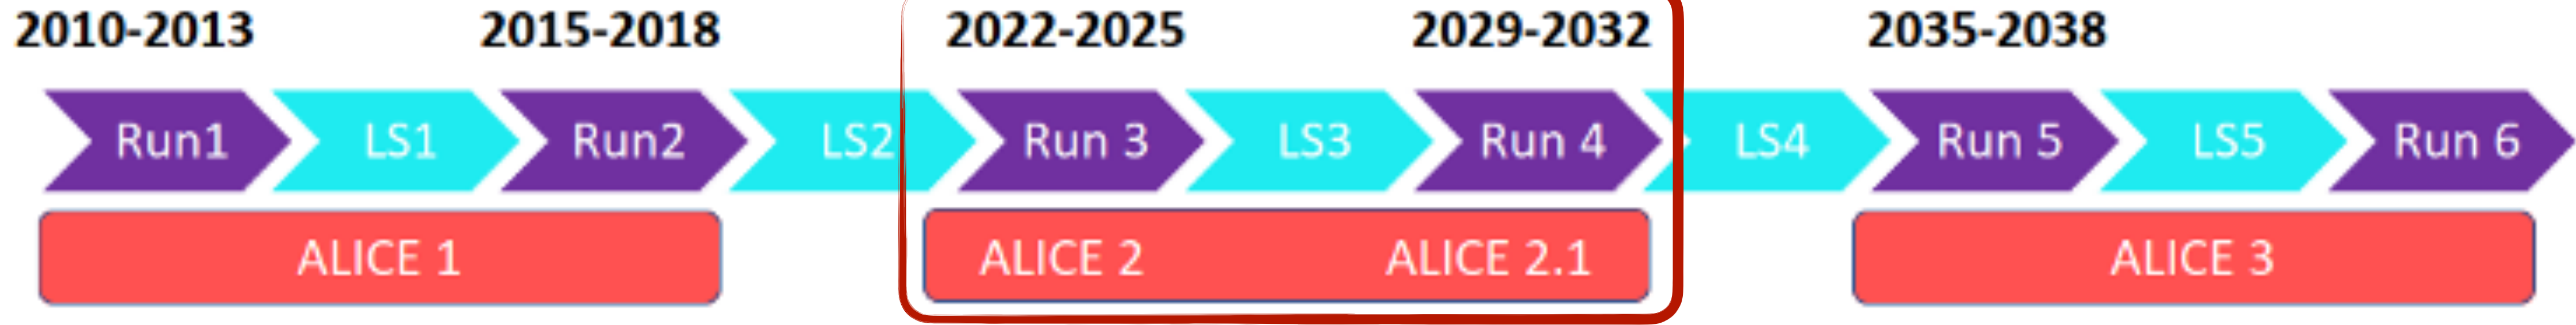 2010-2013 2015-2018 2022-2025 2029-2032 2035-2038
Run1 LS1 Run2 LS2 Run 3 LS3 Run 4 LS4 Run 5 LS5 Run 6
ALICE 1 ALICE 2 ALICE 2.1 ALICE 3